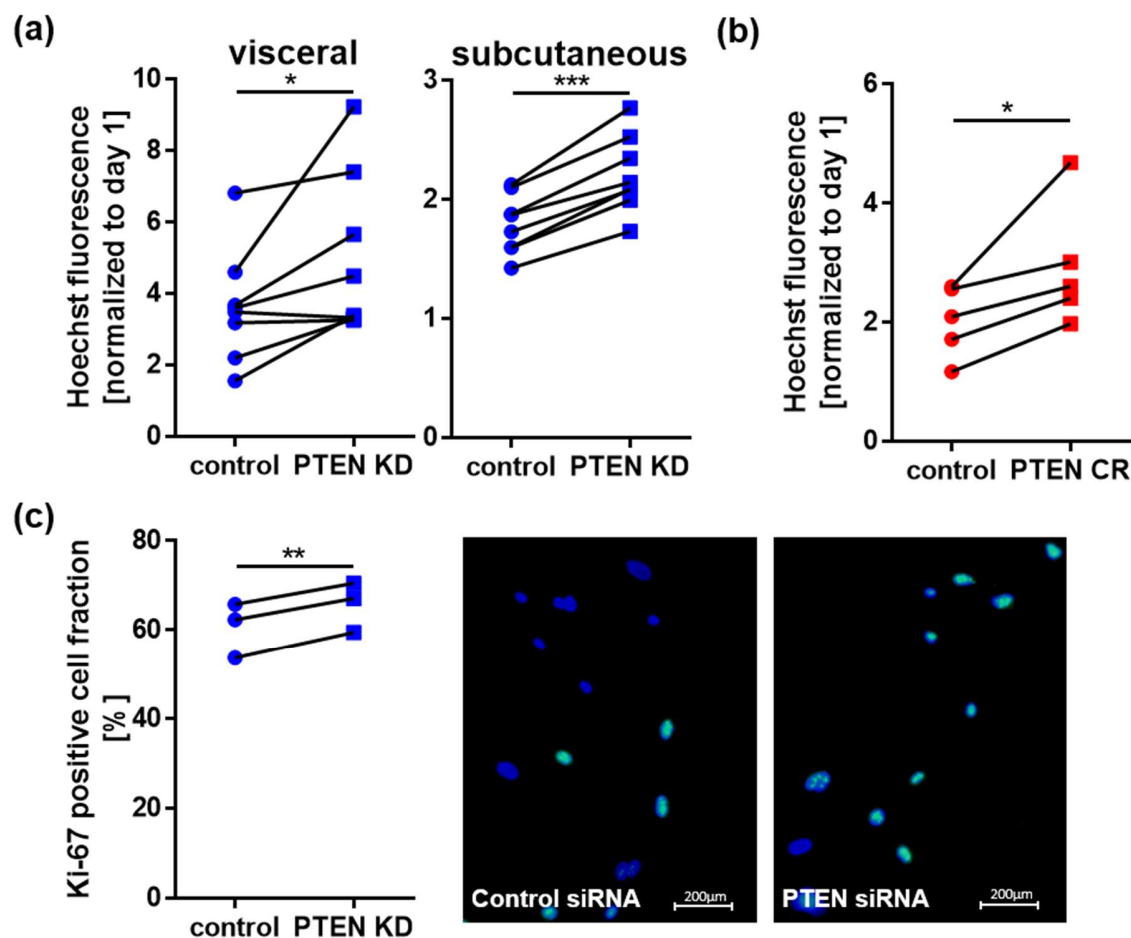 (a)
visceral
subcutaneous
(b)
Hoechst fluorescence
[normalized to day 1]
10
8
6
4
2
0
*
control PTEN KD
3
2
1
0
***
control PTEN KD
Hoechst fluorescence
[normalized to day 1]
6
4
2
0
*
control PTEN CR
(c)
Ki-67 positive cell fraction
[% ]
80
60
40
20
0
**
control PTEN KD
Control siRNA
200µm
PTEN siRNA
200µm